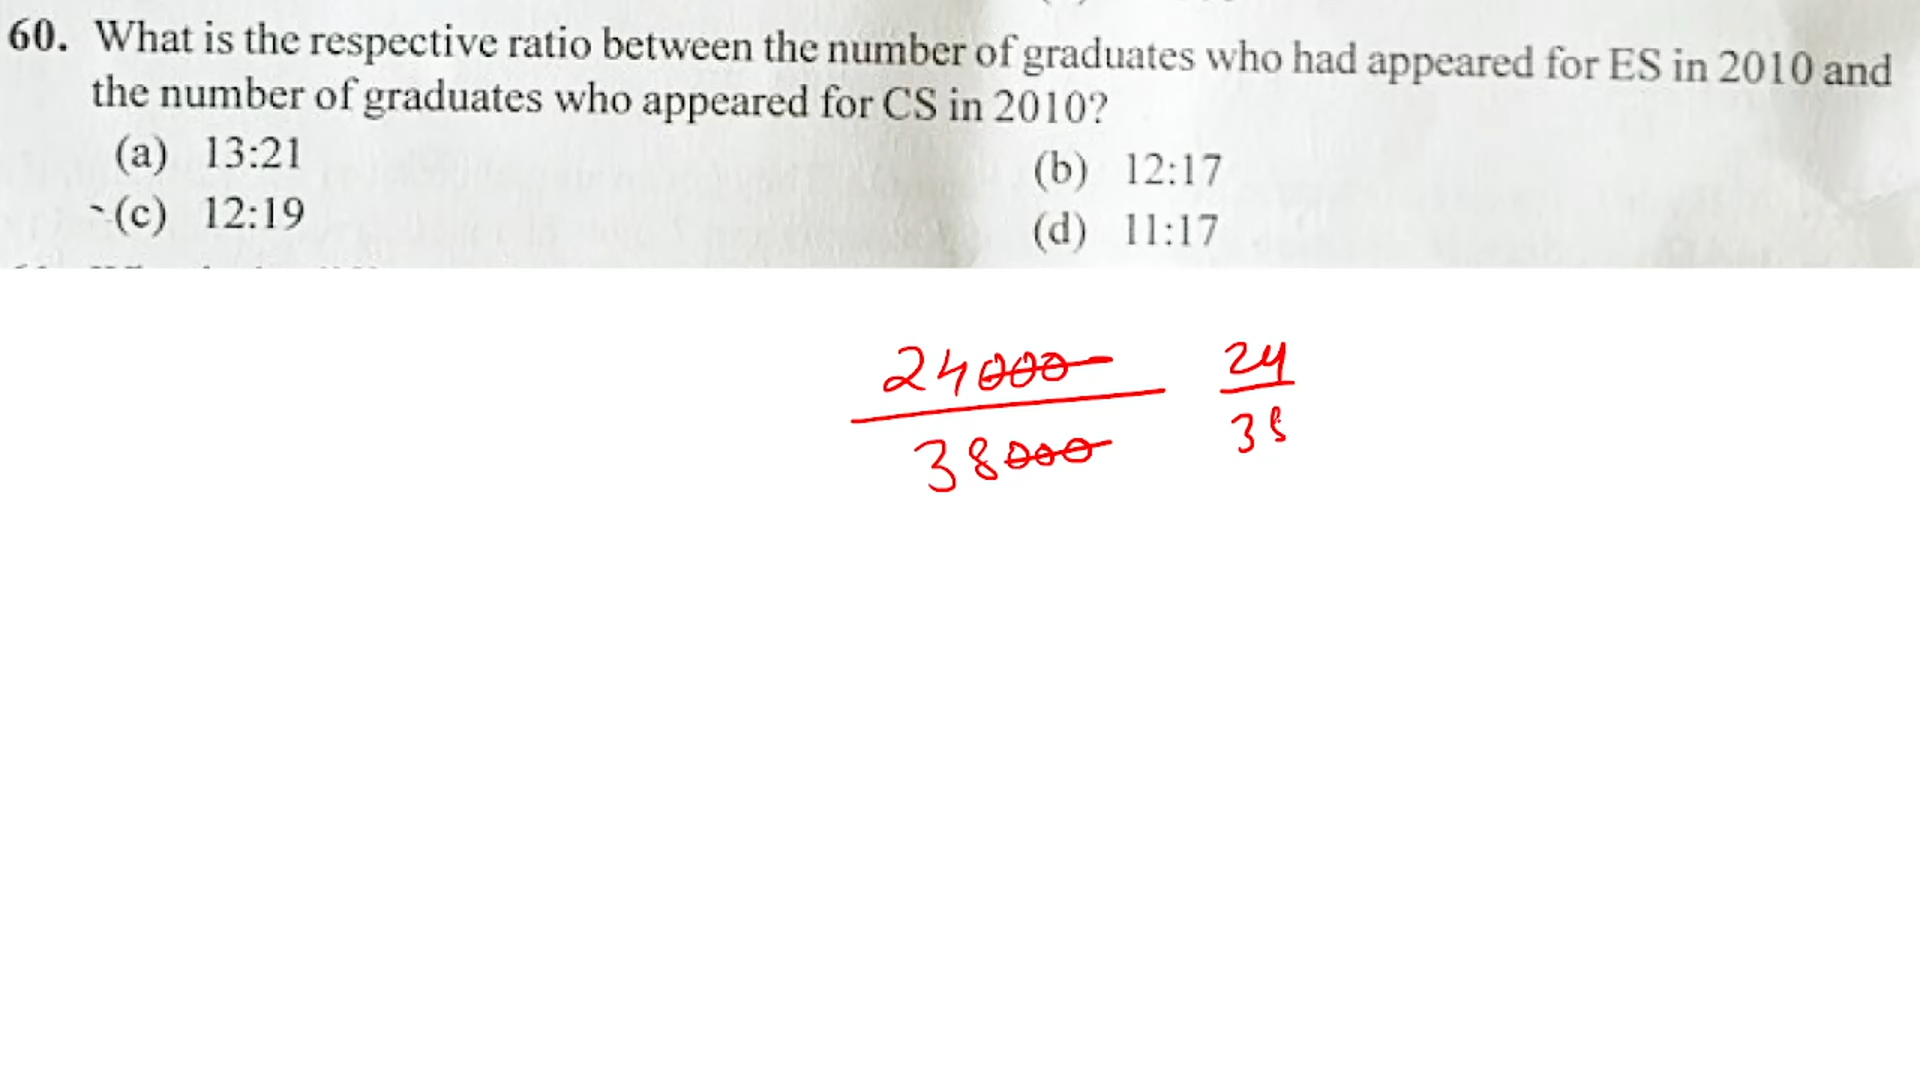 60. What is the respective ratio between the number of graduates who had appeared for ES in 2010 and
the number of graduates who appeared for CS in 2010?
(a) 13:21
(b) 12:17
(c) 12:19
(d) 11:17
24000
38000
24
38